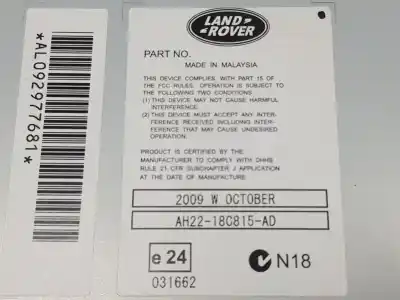 *AL092977681*
LAND
ROVER
PART NO.
MADE IN MALAYSIA
THIS DEVICE COMPLIES WITH PART 15 OF
THE FCC RULES. OPERATION IS SUBJECT TO
THE FOLLOWING TWO CONDITIONS
(1) THIS DEVICE MAY NOT CAUSE HARMFUL
INTERFERENCE
(2) THIS DEVICE MUST ACCEPT ANY INTER-
FERENCE RECEIVED INCLUDING INTER-
FERENCE THAT MAY CAUSE UNDESIRED
OPERATION
PRODUCT IS CERTIFIED BY THE
MANUFACTURER TO COMPLY WITH DHHS
RULE 21 CFR SUBCHAPTER J APPLICATION
AT THE DATE OF MANUFACTURE
2009 W OCTOBER
AH22-18C815-AD
e 24
N18
031662